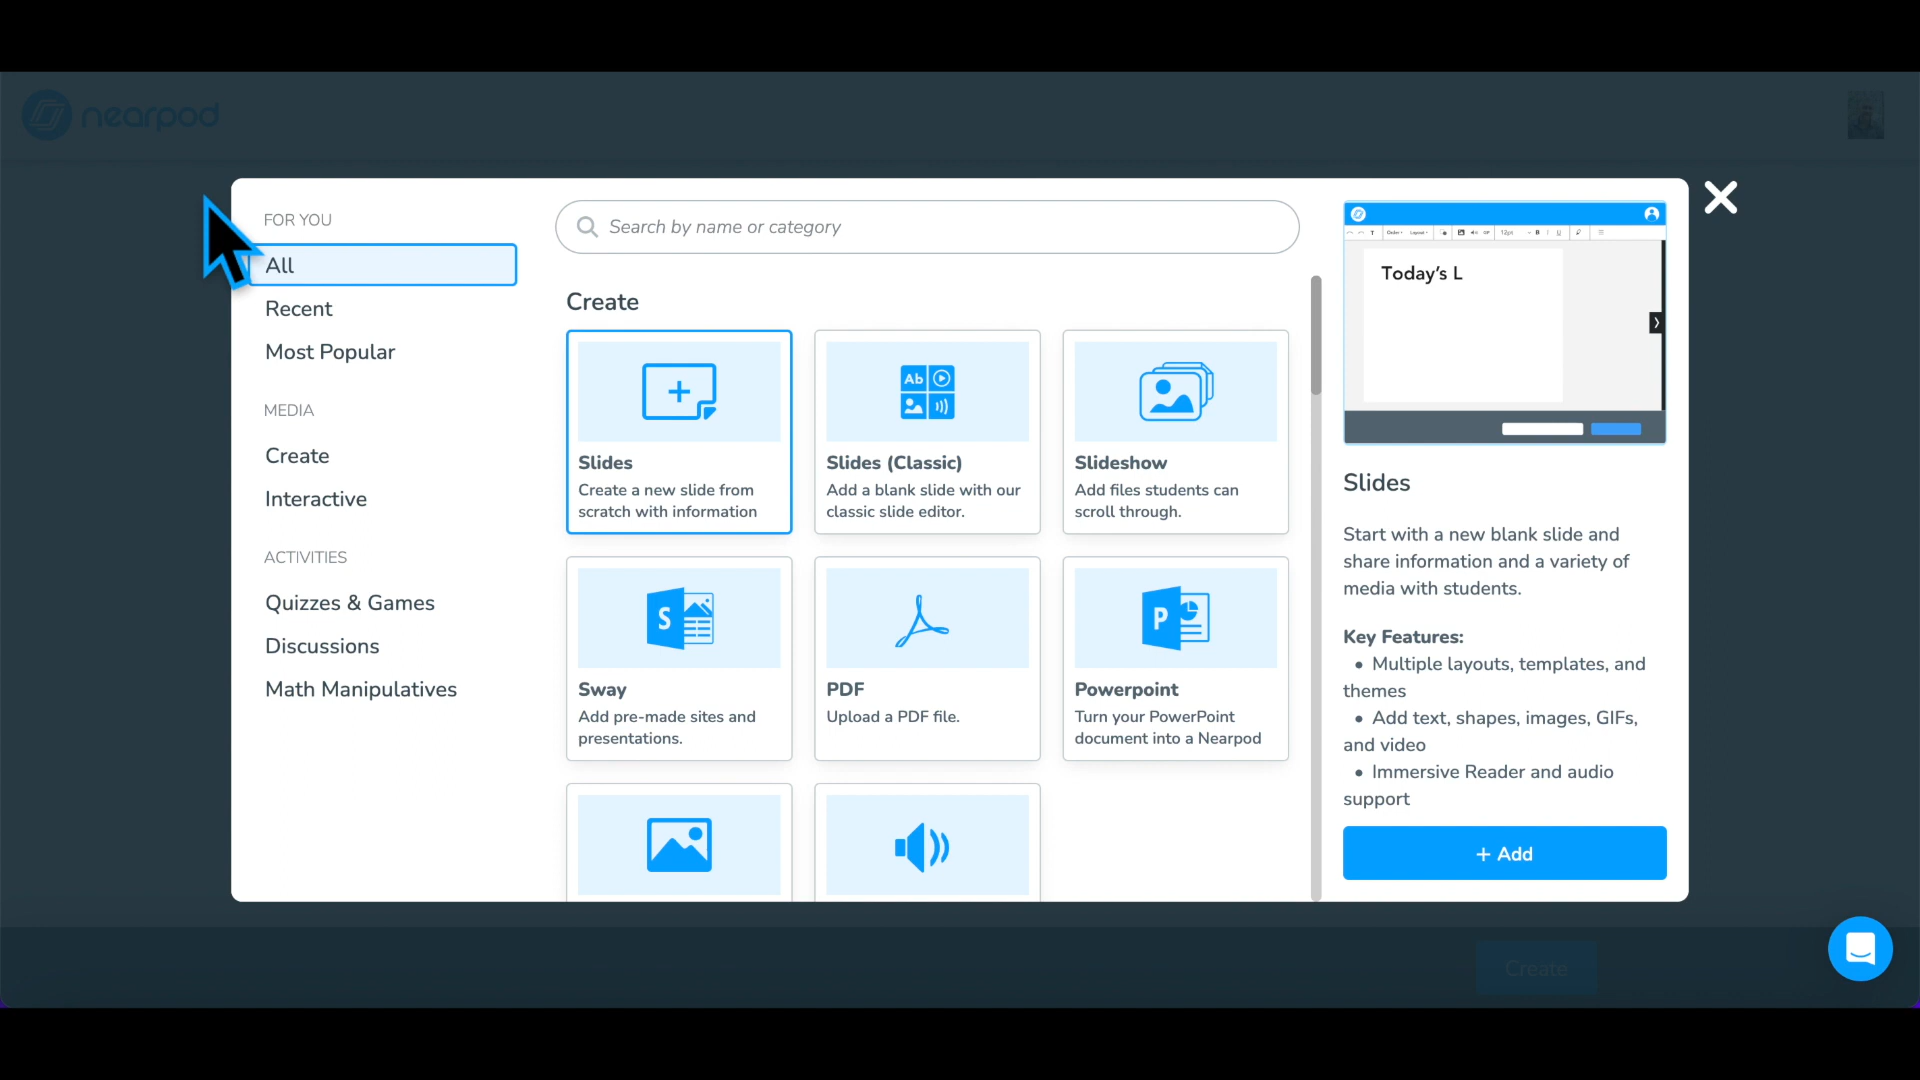 nearpod
FOR YOU
All
Recent
Most Popular
MEDIA
Create
Interactive
ACTIVITIES
Quizzes & Games
Discussions
Math Manipulatives
Search by name or category
Create
Slides
Create a new slide from
scratch with information
Ab
Slides (Classic)
Add a blank slide with our
classic slide editor.
Slideshow
Add files students can
scroll through.
S
Sway
Add pre-made sites and
presentations.
PDF
Upload a PDF file.
P
Powerpoint
Turn your PowerPoint
document into a Nearpod
Order
Layout
12pt
B I U
Today's L
Slides
Start with a new blank slide and
share information and a variety of
media with students.
Key Features:
• Multiple layouts, templates, and
themes
• Add text, shapes, images, GIFs,
and video
• Immersive Reader and audio
support
+ Add
Create